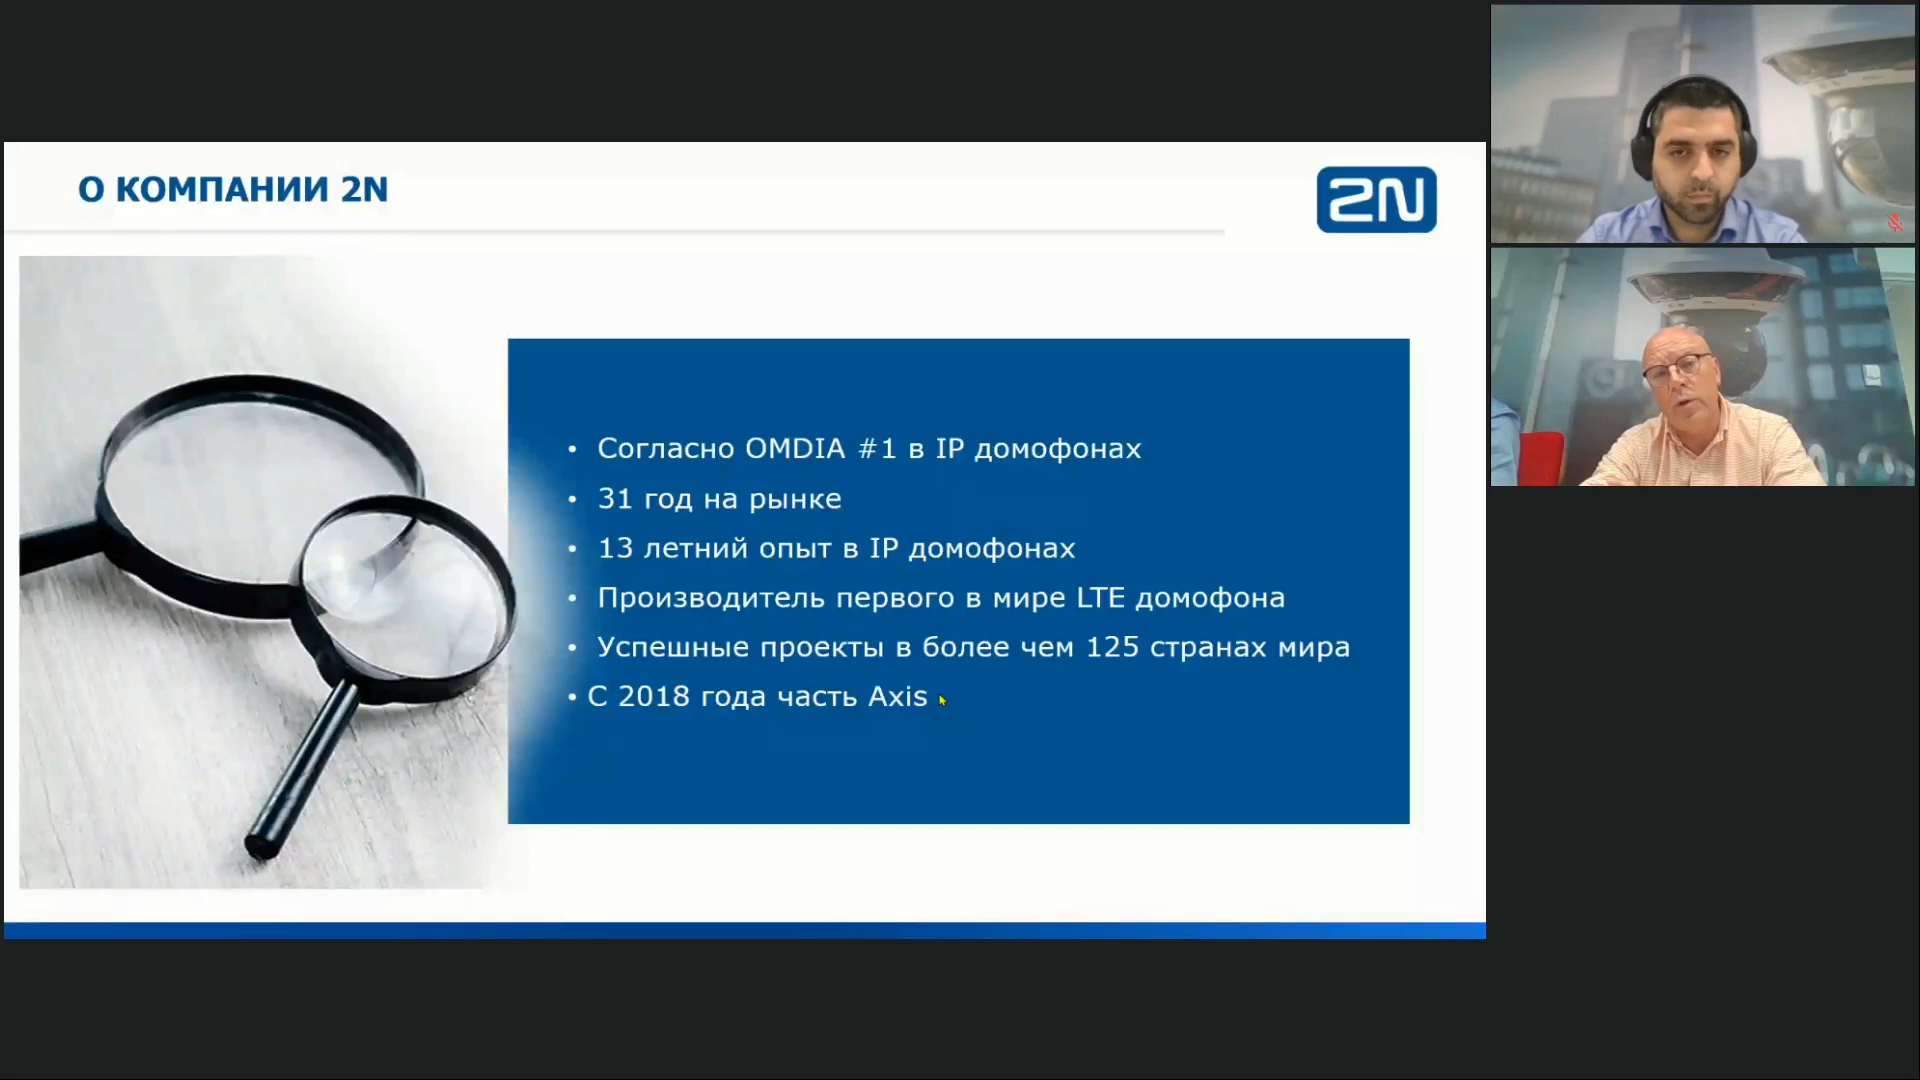 О КОМПАНИИ 2N
2N
• Согласно OMDIA #1 в IP домофонах
• 31 год на рынке
• 13 летний опыт в IP домофонах
• Производитель первого в мире LTE домофона
• Успешные проекты в более чем 125 странах мира
• С 2018 года часть Axis